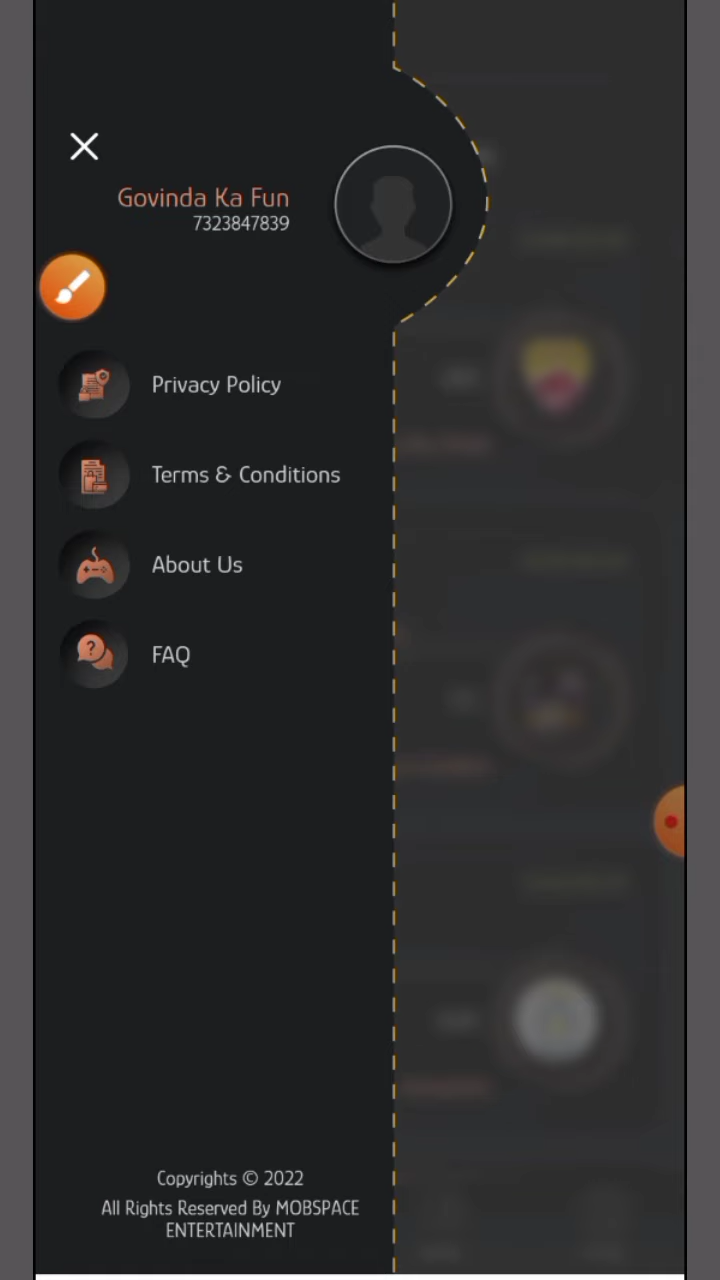 Govinda Ka Fun
7323847839
Privacy Policy
Terms & Conditions
About Us
FAQ
Copyrights © 2022
All Rights Reserved By MOBSPACE
ENTERTAINMENT